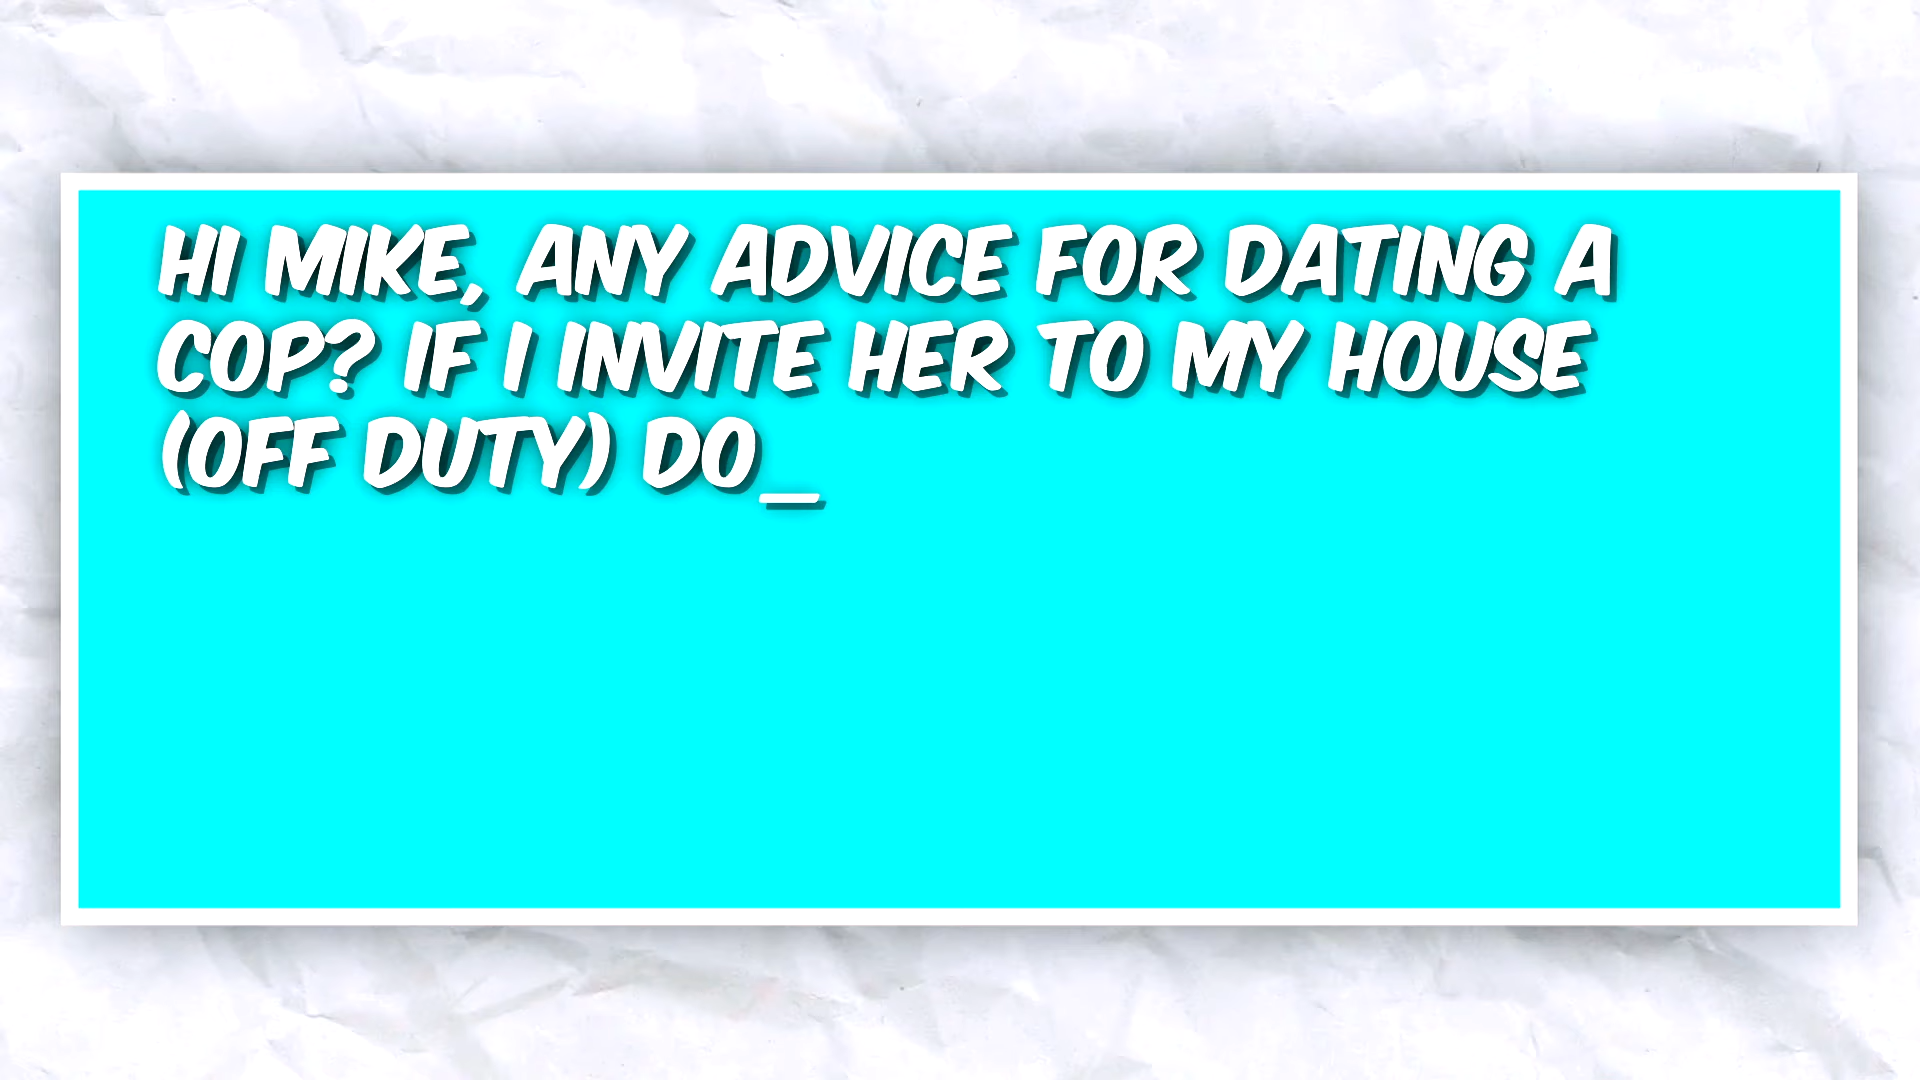 HI MIKE, ANY ADVICE FOR DATING A
COP? IF I INVITE HER TO MY HOUSE
(OFF DUTY) DO_